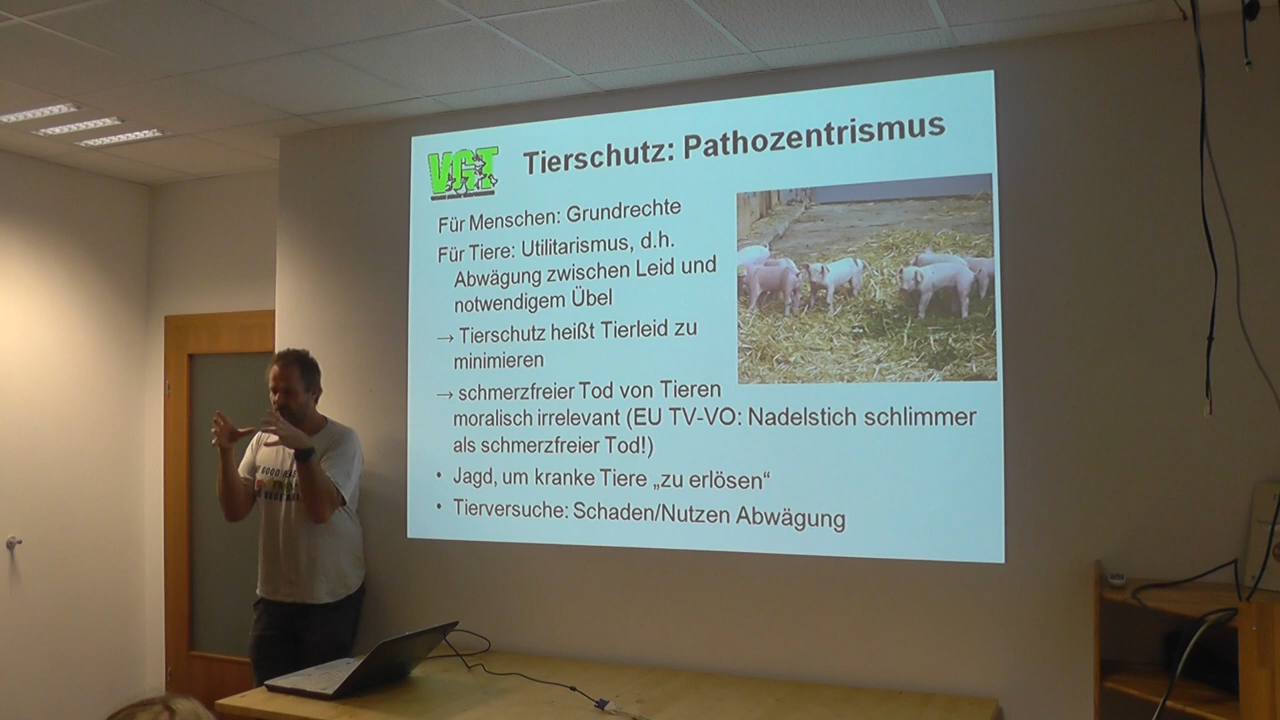 VGT
Tierschutz: Pathozentrismus
Für Menschen: Grundrechte
Für Tiere: Utilitarismus, d.h.
Abwägung zwischen Leid und
notwendigem Übel
→ Tierschutz heißt Tierleid zu
minimieren
→ schmerzfreier Tod von Tieren
moralisch irrelevant (EU TV-VO: Nadelstich schlimmer
als schmerzfreier Tod!)
• Jagd, um kranke Tiere „zu erlösen“
• Tierversuche: Schaden/Nutzen Abwägung
GOOD